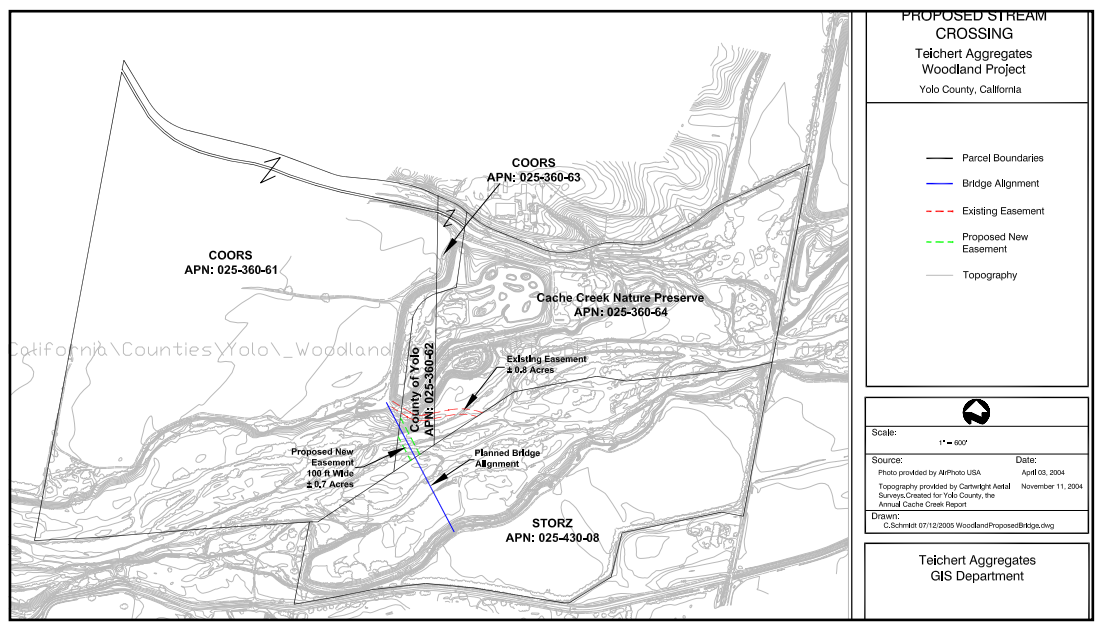 PROPOSED STREAM
CROSSING
Teichert Aggregates
Woodland Project
Yolo County, California
Parcel Boundaries
Bridge Alignment
Existing Easement
Proposed New
Easement
Topography
Scale:
1" = 600'
Source:
Date:
Photo provided by AirPhoto USA
April 03, 2004
Topography provided by Cartwright Aerial
Surveys.Created for Yolo County, the
Annual Cache Creek Report
November 11, 2004
Drawn:
C.Schmidt 07/12/2005 WoodlandProposedBridge.dwg
Teichert Aggregates
GIS Department
COORS
APN: 025-360-63
COORS
APN: 025-360-61
Cache Creek Nature Preserve
APN: 025-360-64
California\Counties\Yolo\_Woodland
County of Yolo
APN: 025-360-62
Existing Easement
± 0.8 Acres
Proposed New
Easement
100 ft Wide
± 0.7 Acres
Planned Bridge
Alignment
STORZ
APN: 025-430-08